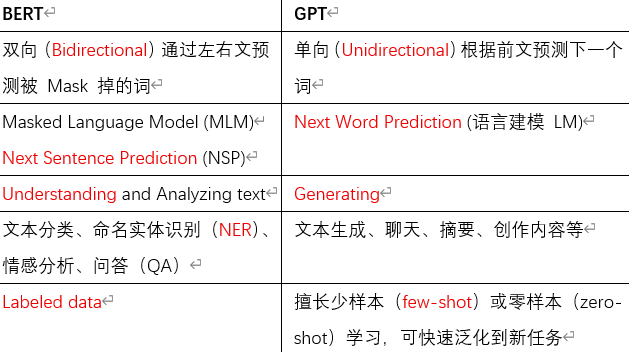 BERT
GPT
双向（Bidirectional）通过左右文预
测被 Mask 掉的词
单向（Unidirectional）根据前文预测下一个
词
Masked Language Model (MLM)
Next Sentence Prediction (NSP)
Next Word Prediction (语言建模 LM)
Understanding and Analyzing text
Generating
文本分类、命名实体识别（NER）、
情感分析、问答（QA）
文本生成、聊天、摘要、创作内容等
Labeled data
擅长少样本（few-shot）或零样本（zero-
shot）学习，可快速泛化到新任务